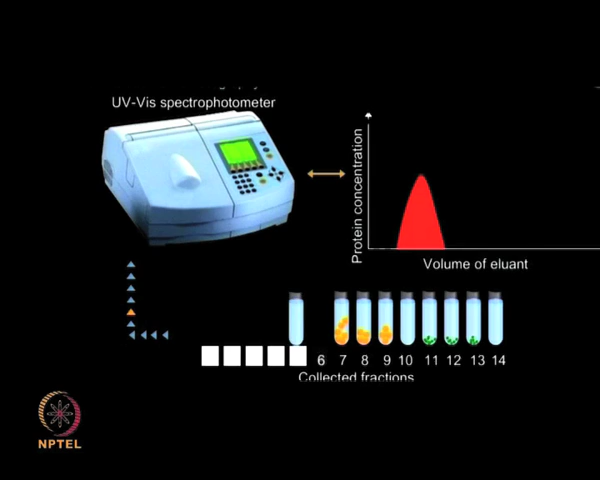 UV-Vis spectrophotometer
Protein concentration
Volume of eluant
6 7 8 9 10 11 12 13 14
Collected fractions
NPTEL